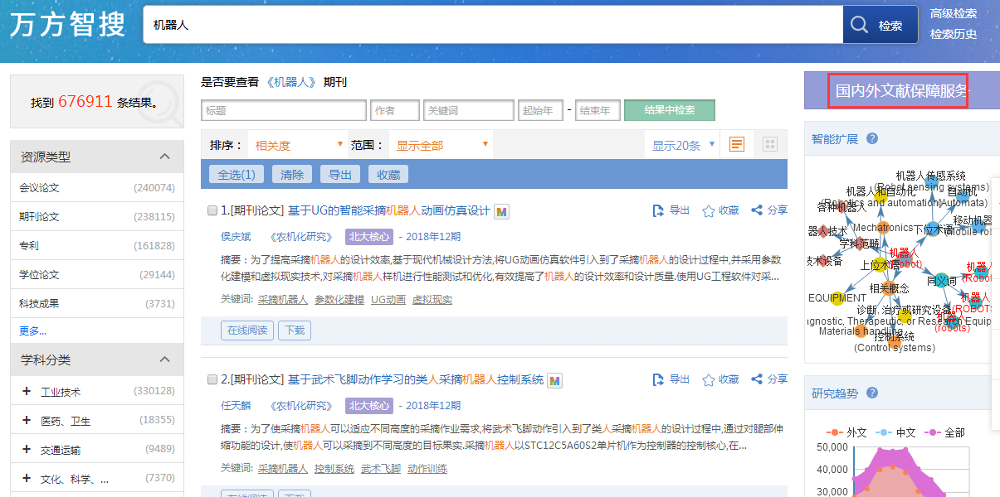 万方智搜
机器人
检索
高级检索
检索历史
找到 676911 条结果。
资源类型
会议论文 (240074)
期刊论文 (238115)
专利 (161828)
学位论文 (29144)
科技成果 (3731)
更多...
学科分类
+ 工业技术 (330128)
+ 医药、卫生 (18355)
+ 交通运输 (9489)
+ 文化、科学、... (7370)
是否要查看 《机器人》 期刊
标题 作者 关键词 起始年 - 结束年 结果中检索
排序： 相关度 范围： 显示全部 显示20条
全选(1) 清除 导出 收藏
1.[期刊论文] 基于UG的智能采摘机器人动画仿真设计 M 导出 收藏 分享
侯庆斌 《农机化研究》 北大核心 - 2018年12期
摘要：为了提高采摘机器人的设计效率,基于现代机械设计方法,将UG动画仿真软件引入到了采摘机器人的设计过程中,并采用参数
化建模和虚拟现实技术,对采摘机器人样机进行性能测试和优化,有效提高了机器人的设计效率和设计质量.使用UG工程软件对采...
关键词: 采摘机器人 参数化建模 UG动画 虚拟现实
在线阅读 下载
2.[期刊论文] 基于武术飞脚动作学习的类人采摘机器人控制系统 M 导出 收藏 分享
任天麟 《农机化研究》 北大核心 - 2018年12期
摘要：为了使采摘机器人可以适应不同高度的采摘作业需求,将武术飞脚动作引入到了类人采摘机器人的设计过程中,通过对腿部伸
缩功能的设计,使机器人可以采摘到不同高度的目标果实.采摘机器人以STC12C5A60S2单片机作为控制器的控制核心,在...
关键词: 采摘机器人 控制系统 武术飞脚 动作训练
在线阅读 下载
国内外文献保障服务
智能扩展 ?
机器人传感系统
(Robot sensing systems)
机器人和自动化
自动机
(Robotics and automation)
(Automata)
各种机器人
移动机器
(mobile ro
器人技术
Mechatronics
下位术语
学科范畴
机器人
(Robot)
技术设备
上位术语
机器人
(Robo
同义词
相关概念
EQUIPMENT
机器人
(ROBOTS
诊断, 治疗或研究设备
agnostic, Therapeutic, or Research Equip
机器人
(robots)
Materials handling
控制系统
(Control systems)
研究趋势 ?
外文 中文 全部
50,000
40,000
30,000